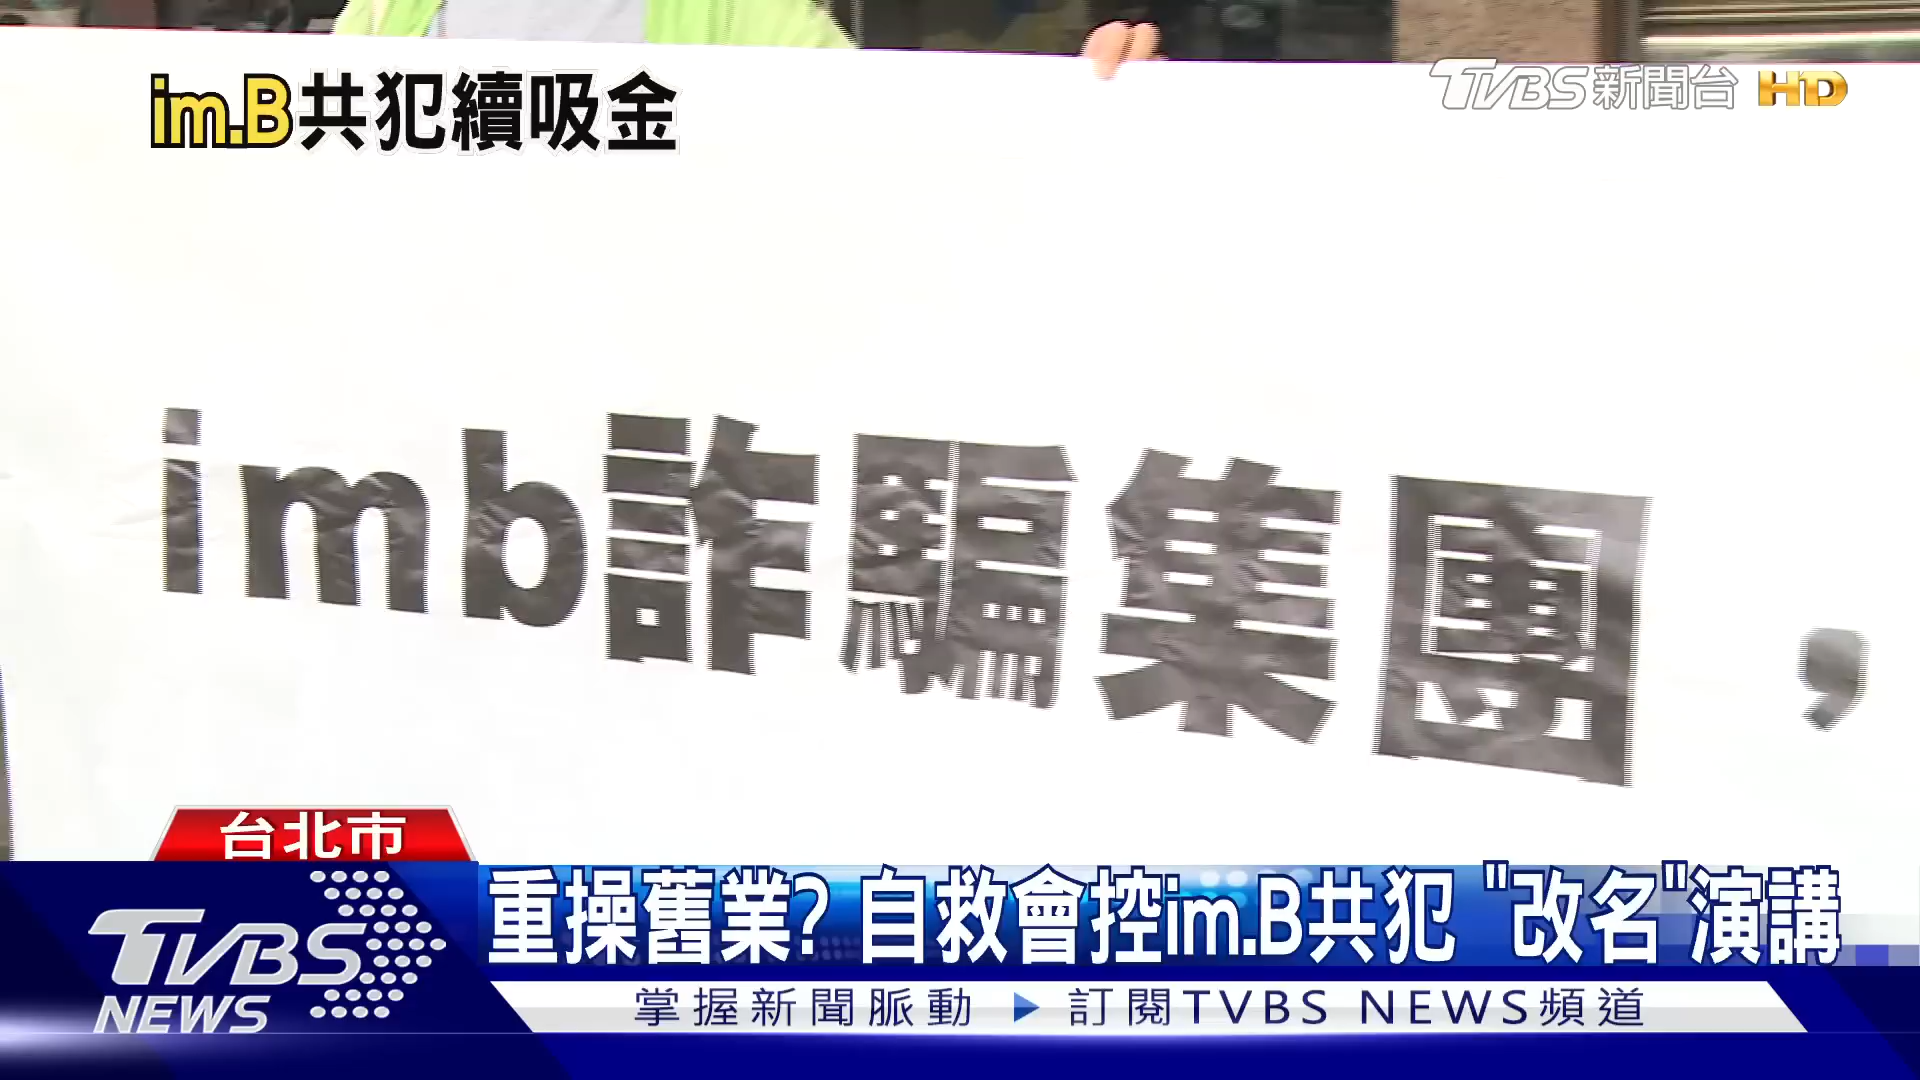 im.B共犯續吸金
TVBS新聞台 HD
imb詐騙集團，
台北市
重操舊業? 自救會控im.B共犯 "改名"演講
TVBS NEWS
掌握新聞脈動 ▶ 訂閱TVBS NEWS頻道